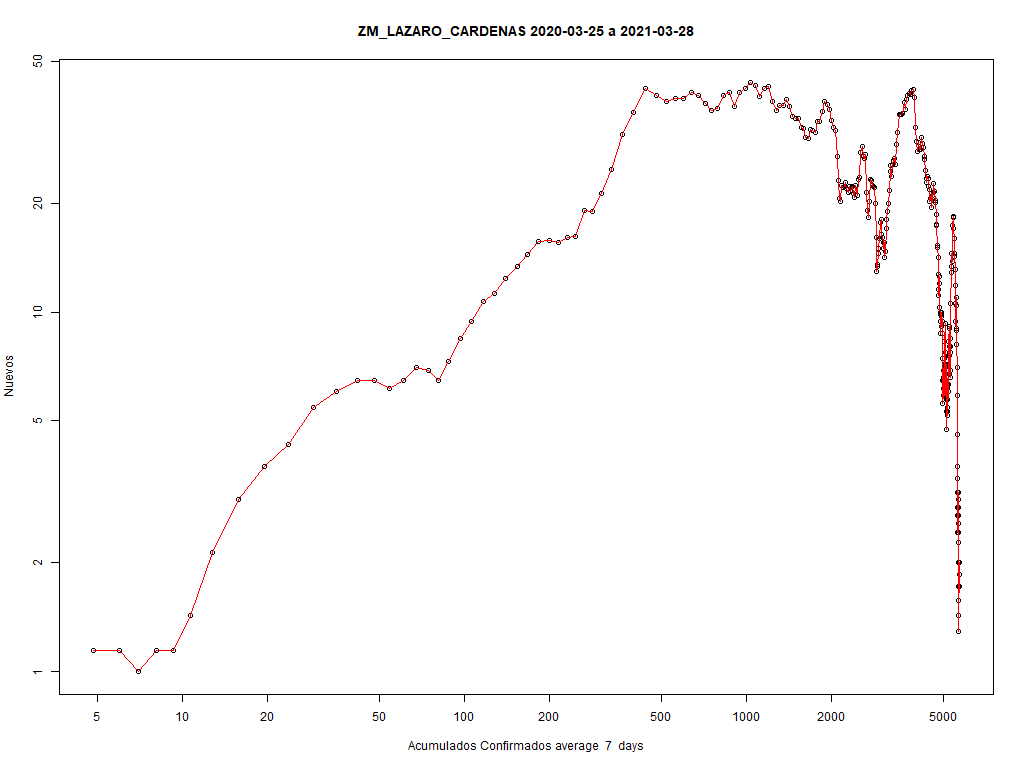 ZM_LAZARO_CARDENAS 2020-03-25 a 2021-03-28
50
20
10
5
2
1
Nuevos
5 10 20 50 100 200 500 1000 2000 5000
Acumulados Confirmados average 7 days